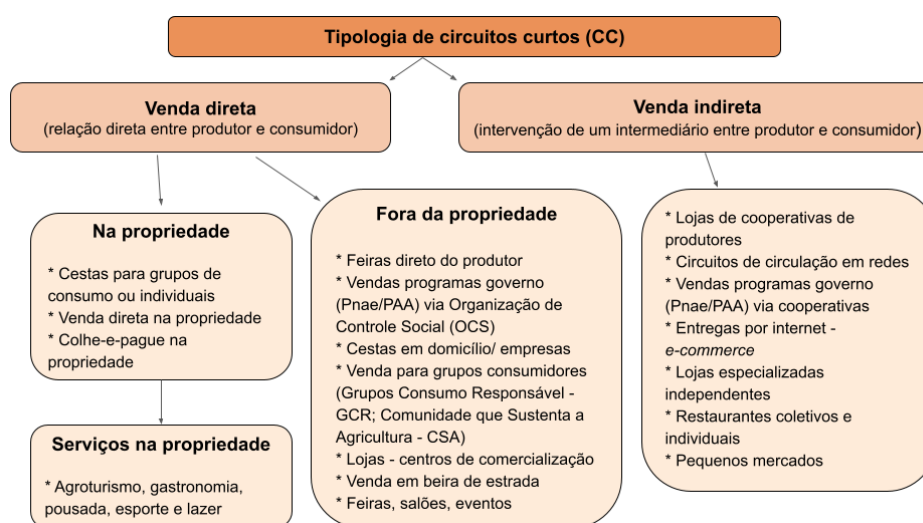 Tipologia de circuitos curtos (CC)
Venda direta
(relação direta entre produtor e consumidor)
Venda indireta
(intervenção de um intermediário entre produtor e consumidor)
Na propriedade
* Cestas para grupos de
consumo ou individuais
* Venda direta na propriedade
* Colhe-e-pague na
propriedade
Serviços na propriedade
* Agroturismo, gastronomia,
pousada, esporte e lazer
Fora da propriedade
* Feiras direto do produtor
* Vendas programas governo
(Pnae/PAA) via Organização de
Controle Social (OCS)
* Cestas em domicílio/ empresas
* Venda para grupos consumidores
(Grupos Consumo Responsável -
GCR; Comunidade que Sustenta a
Agricultura - CSA)
* Lojas - centros de comercialização
* Venda em beira de estrada
* Feiras, salões, eventos
* Lojas de cooperativas de
produtores
* Circuitos de circulação em redes
* Vendas programas governo
(Pnae/PAA) via cooperativas
* Entregas por internet -
e-commerce
* Lojas especializadas
independentes
* Restaurantes coletivos e
individuais
* Pequenos mercados